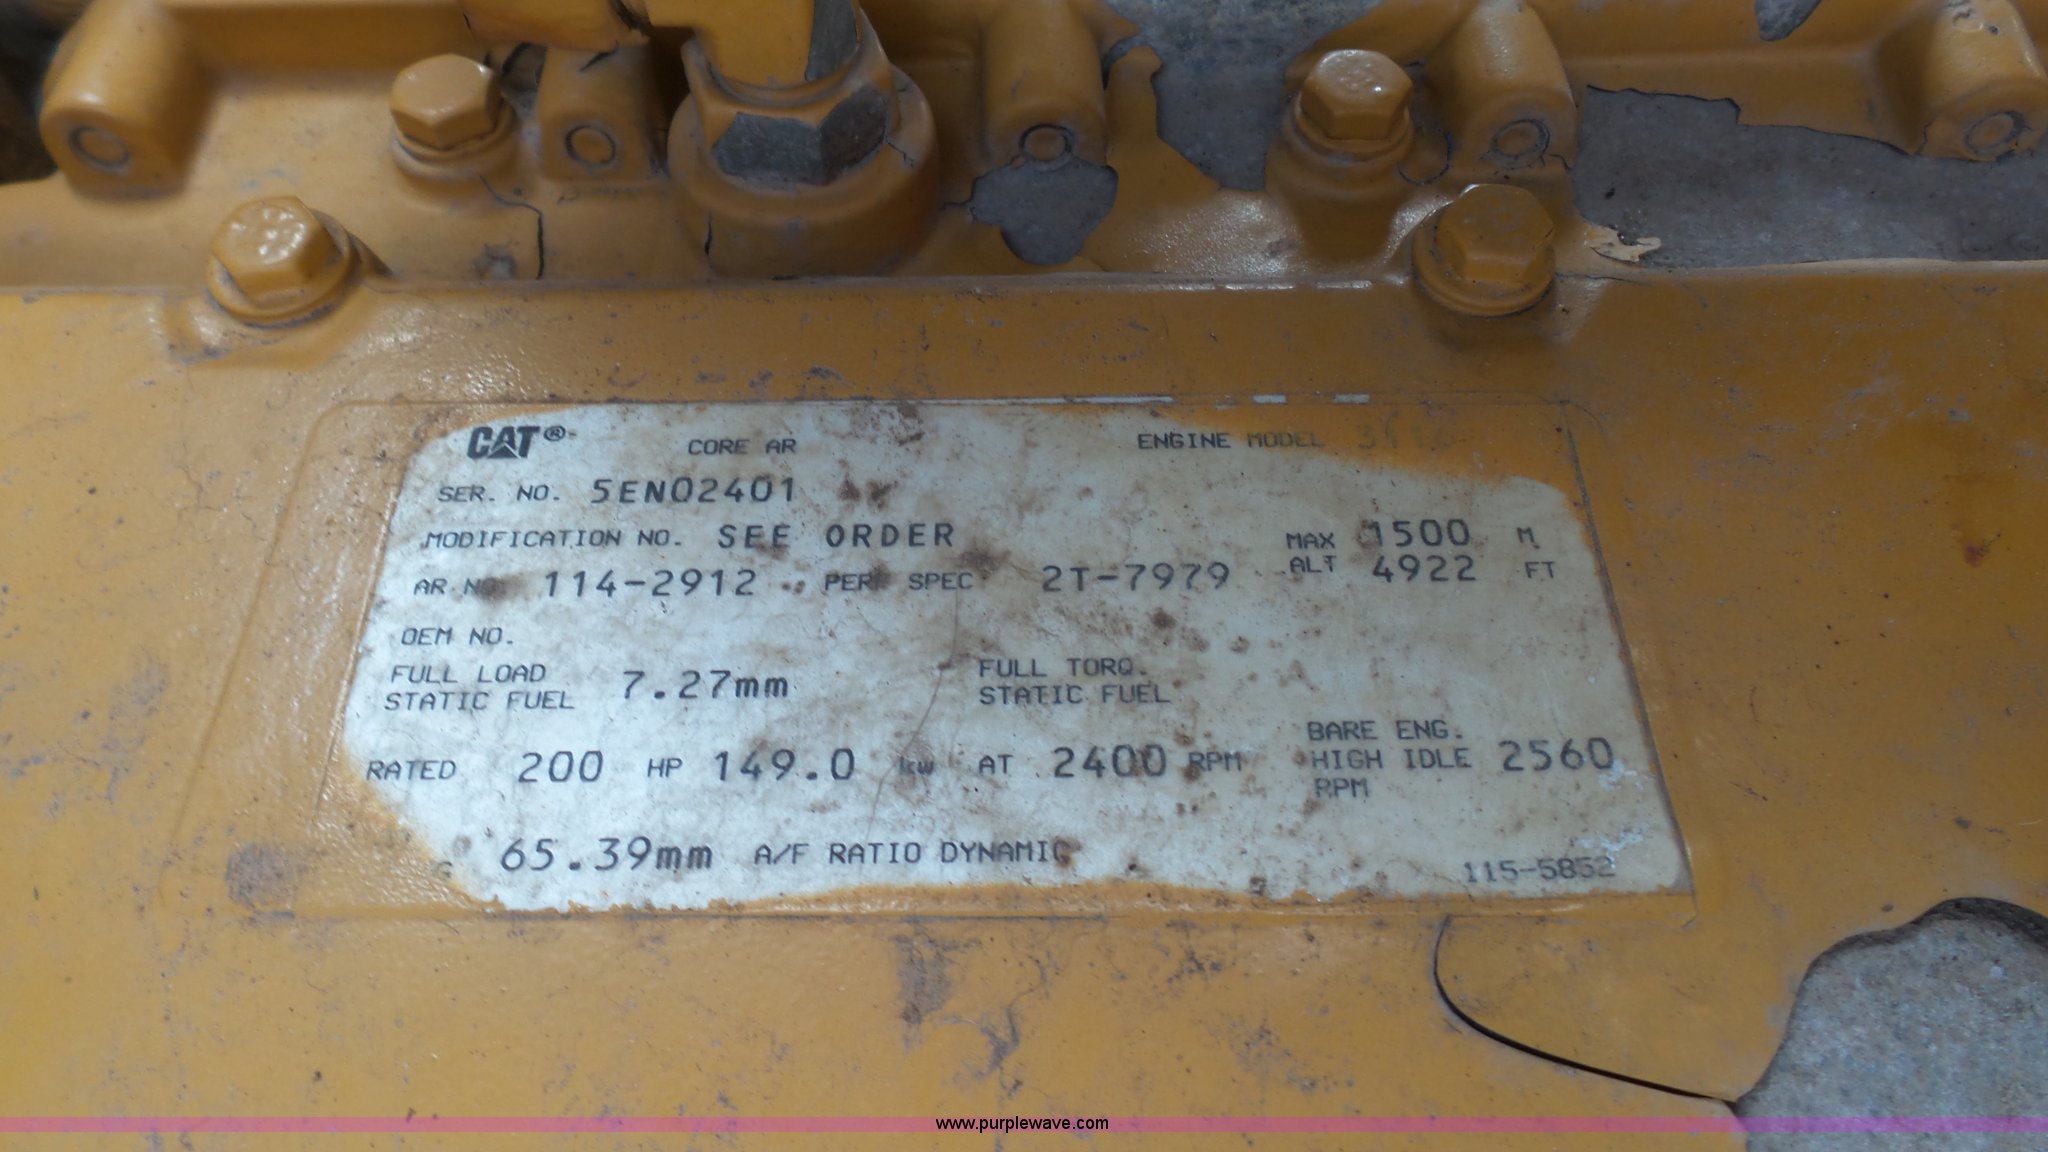 CAT® CORE AR ENGINE MODEL
SER. NO. 5EN02401
MODIFICATION NO. SEE ORDER MAX 1500 M
ALT 4922 FT
AR NO 114-2912 PER SPEC 2T-7979
OEM NO.
FULL LOAD STATIC FUEL 7.27mm FULL TORQ. STATIC FUEL
RATED 200 HP 149.0 kw AT 2400 RPM BARE ENG. HIGH IDLE RPM 2560
65.39mm A/F RATIO DYNAMIC
115-5852
www.purplewave.com